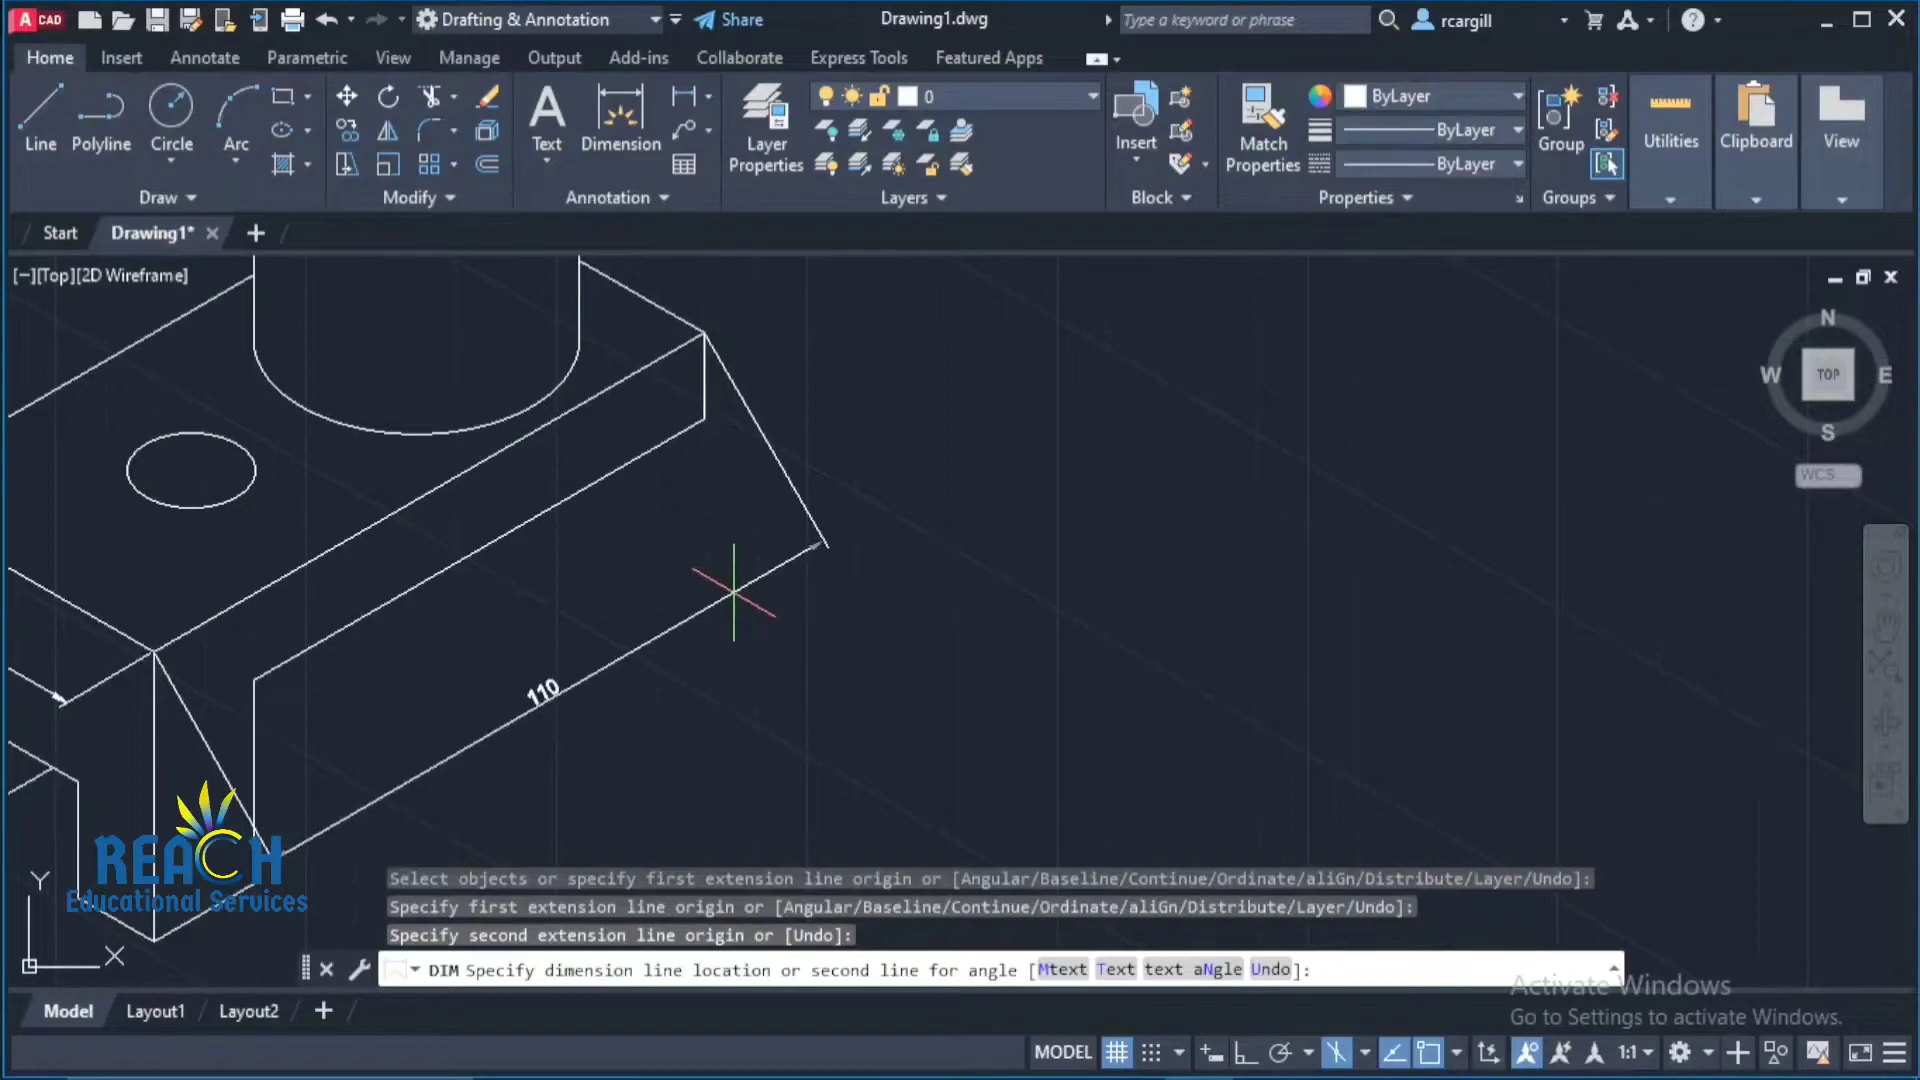 A CAD
Drafting & Annotation
Share
Drawing1.dwg
Type a keyword or phrase
rcargill
Home Insert Annotate Parametric View Manage Output Add-ins Collaborate Express Tools Featured Apps
Line Polyline Circle Arc
Draw
Modify
Text Dimension
Annotation
Layer Properties
0
Layers
Insert
Block
Match Properties
ByLayer
ByLayer
ByLayer
Properties
Group
Groups
Utilities
Clipboard
View
Start Drawing1*
[−][Top][2D Wireframe]
N
W TOP E
S
WCS
110
REACH
Educational Services
Y
X
Select objects or specify first extension line origin or [Angular/Baseline/Continue/Ordinate/aliGn/Distribute/Layer/Undo]:
Specify first extension line origin or [Angular/Baseline/Continue/Ordinate/aliGn/Distribute/Layer/Undo]:
Specify second extension line origin or [Undo]:
DIM Specify dimension line location or second line for angle [Mtext Text text aNgle Undo]:
Activate Windows
Go to Settings to activate Windows.
Model Layout1 Layout2
MODEL
1:1